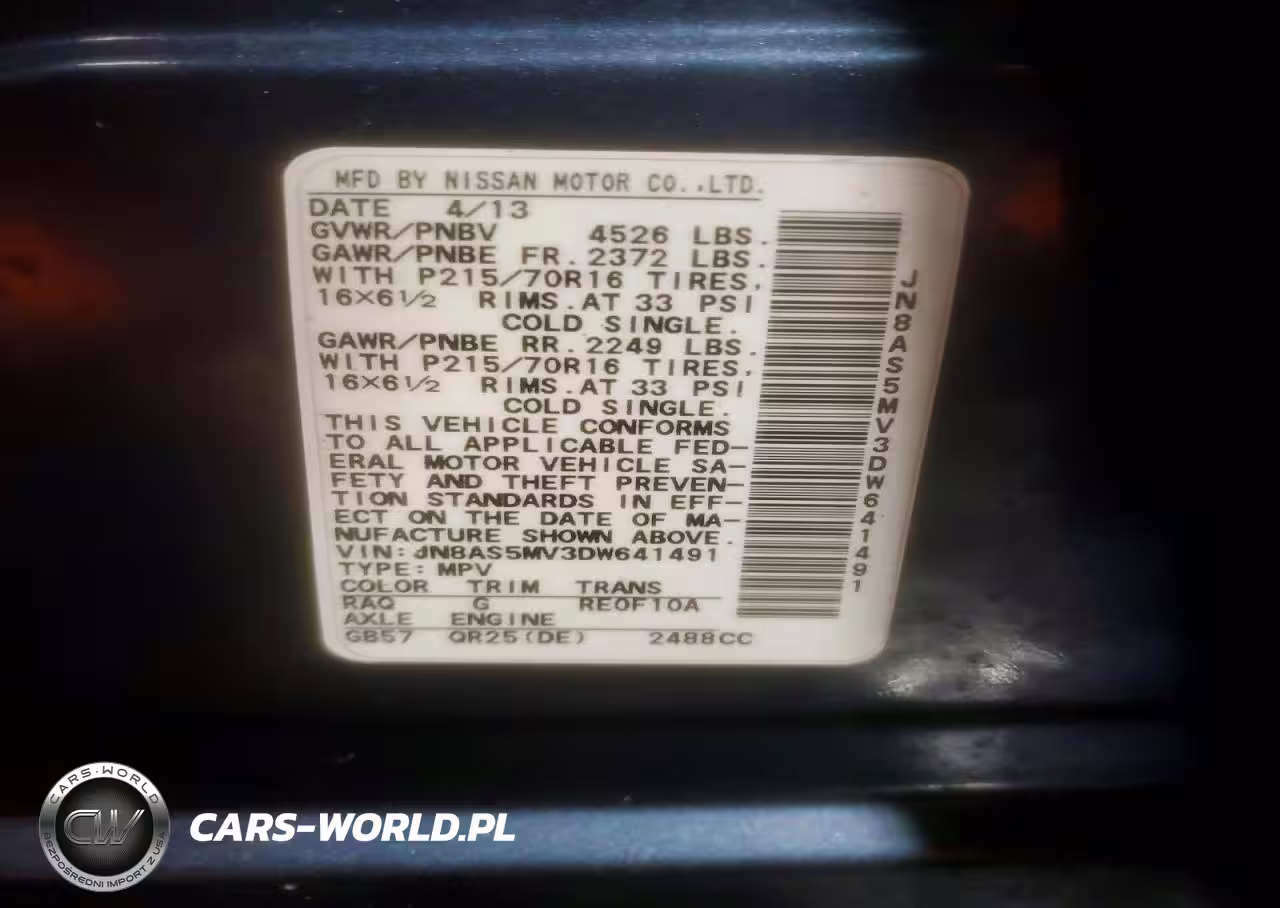 MFD BY NISSAN MOTOR CO.,LTD.
DATE 4/13
GVWR/PNBV 4526 LBS.
GAWR/PNBE FR.2372 LBS.
WITH P215/70R16 TIRES,
16×6½ RIMS.AT 33 PSI
COLD SINGLE.
GAWR/PNBE RR.2249 LBS.
WITH P215/70R16 TIRES,
16×6½ RIMS.AT 33 PSI
COLD SINGLE.
THIS VEHICLE CONFORMS
TO ALL APPLICABLE FED-
ERAL MOTOR VEHICLE SA-
FETY AND THEFT PREVEN-
TION STANDARDS IN EFF-
ECT ON THE DATE OF MA-
NUFACTURE SHOWN ABOVE.
VIN:JN8AS5MV3DW641491
TYPE:MPV
COLOR TRIM TRANS
RAQ G RE0F10A
AXLE ENGINE
GB57 QR25(DE) 2488CC
JN8AS5MV3DW641491
CARS-WORLD
CW
BEZPOŚREDNI IMPORT Z USA
CARS-WORLD.PL